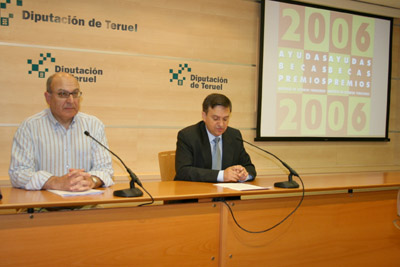 Diputación de Teruel
Diputación
de Teruel
Diputación
de Teruel
2006
AYUDAS AYUDAS
BECAS BECAS
PREMIOS PREMIOS
2006